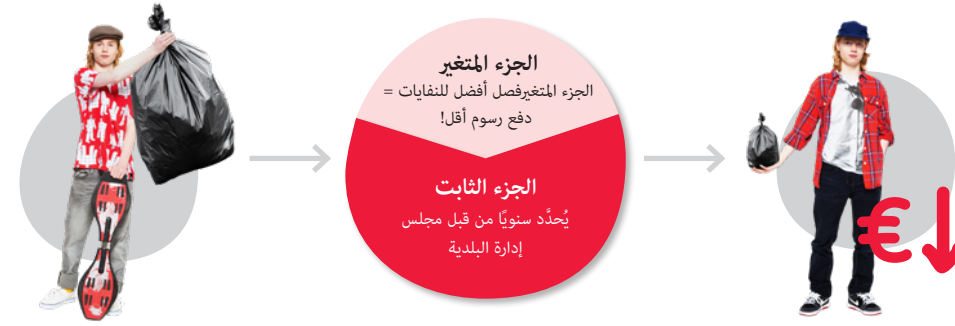 الجزء المتغير
الجزء المتغيرفصل أفضل للنفايات =
دفع رسوم أقل!
الجزء الثابت
يُحدَّد سنويًا من قبل مجلس
إدارة البلدية
€